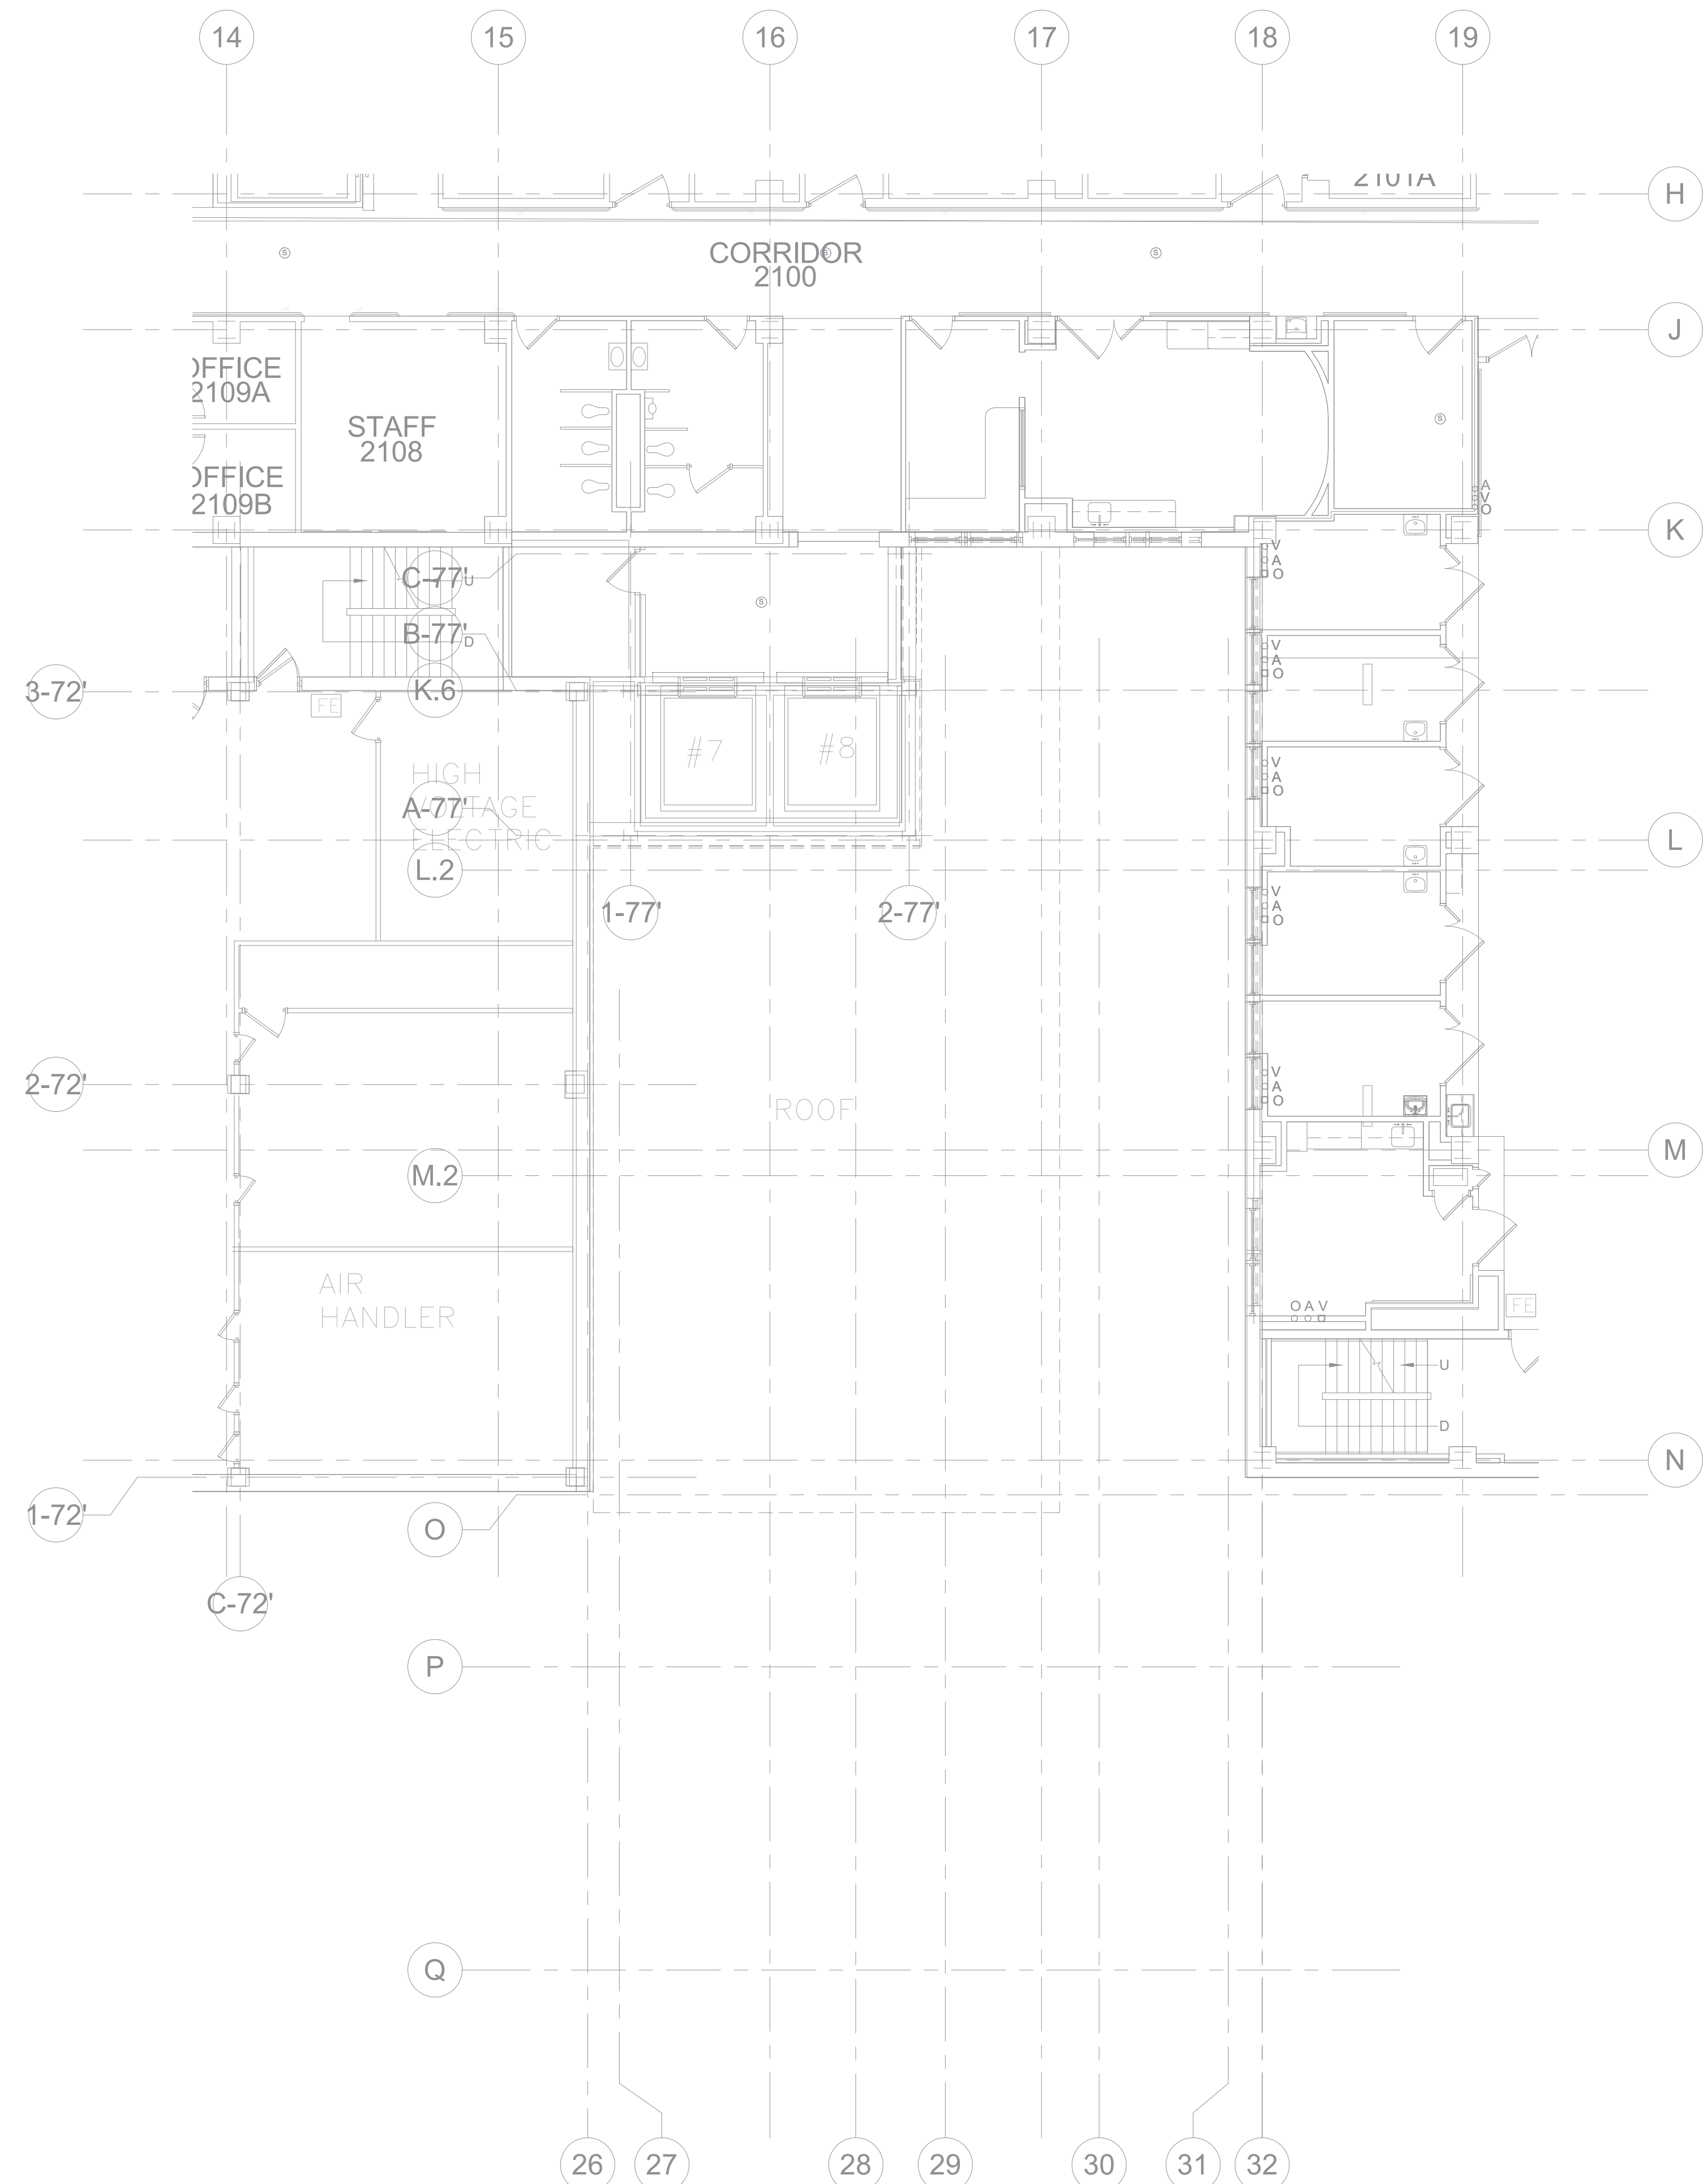 14
15
16
17
18
19
2101A
H
S
S
S
CORRIDOR
2100
J
OFFICE
2109A
STAFF
2108
S
OFFICE
2109B
A
V
O
K
V
A
O
C-77'
U
S
B-77'
D
V
A
O
3-72'
K.6
FE
#7
#8
HIGH
VOLTAGE
ELECTRIC
V
A
O
A-77'
L
L.2
V
A
O
1-77'
2-77'
2-72'
V
A
O
ROOF
M
M.2
AIR
HANDLER
O A V
FE
U
D
N
1-72'
O
C-72'
P
Q
26
27
28
29
30
31
32